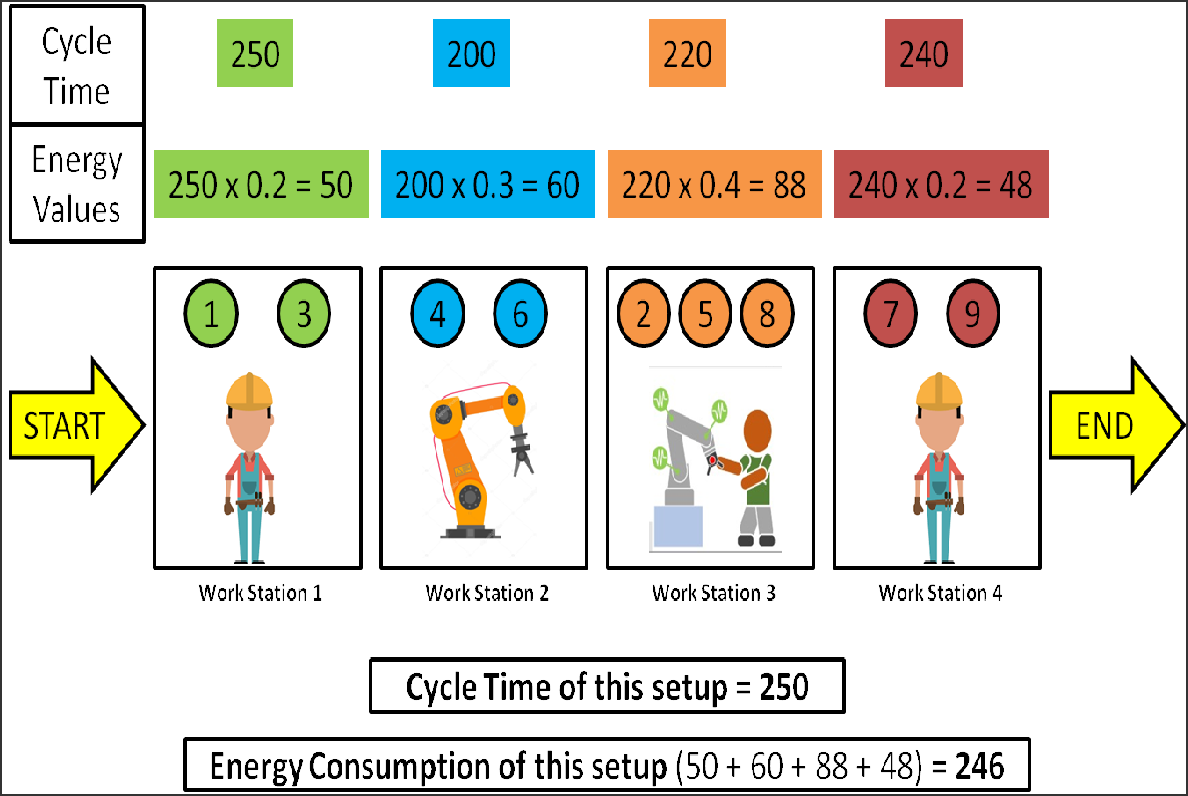 Cycle
Time
250
200
220
240
Energy
Values
250 x 0.2 = 50
200 x 0.3 = 60
220 x 0.4 = 88
240 x 0.2 = 48
1
3
4
6
2
5
8
7
9
START
END
Work Station 1
Work Station 2
Work Station 3
Work Station 4
Cycle Time of this setup = 250
Energy Consumption of this setup (50 + 60 + 88 + 48) = 246